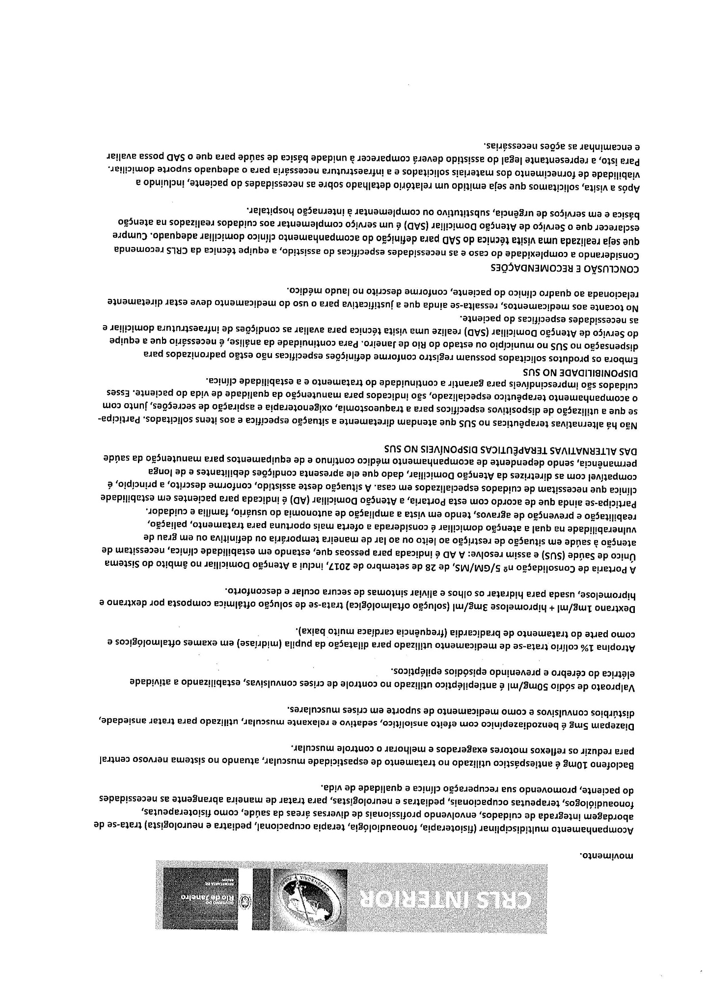 CRLS INTERIOR
GOVERNO DO
Rio de Janeiro
SECRETARIA DE
SAÚDE
movimento.
Acompanhamento multidisciplinar (fisioterapia, fonoaudiológia, terapia ocupacional, pediatra e neurologista) trata-se de
abordagem integrada de cuidados, envolvendo profissionais de diversas áreas da saúde, como fisioterapeutas,
fonoaudiólogos, terapeutas ocupacionais, pediatras e neurologistas, para tratar de maneira abrangente as necessidades
do paciente, promovendo sua recuperação clínica e qualidade de vida.
Baclofeno 10mg é antiespástico utilizado no tratamento de espasticidade muscular, atuando no sistema nervoso central
para reduzir os reflexos motores exagerados e melhorar o controle muscular.
Diazepam 5mg é benzodiazepínico com efeito ansiolítico, sedativo e relaxante muscular, utilizado para tratar ansiedade,
distúrbios convulsivos e como medicamento de suporte em crises musculares.
Valproato de sódio 50mg/ml é antiepiléptico utilizado no controle de crises convulsivas, estabilizando a atividade
elétrica do cérebro e prevenindo episódios epilépticos.
Atropina 1% colírio trata-se de medicamento utilizado para dilatação da pupila (midríase) em exames oftalmológicos e
como parte do tratamento de bradicardia (frequência cardíaca muito baixa).
Dextrano 1mg/ml + hipromelose 3mg/ml (solução oftalmológica) trata-se de solução oftálmica composta por dextrano e
hipromelose, usada para hidratar os olhos e aliviar sintomas de secura ocular e desconforto.
A Portaria de Consolidação nº 5/GM/MS, de 28 de setembro de 2017, inclui a Atenção Domiciliar no âmbito do Sistema
Único de Saúde (SUS) e assim resolve: A AD é indicada para pessoas que, estando em estabilidade clínica, necessitam de
atenção à saúde em situação de restrição ao leito ou ao lar de maneira temporária ou definitiva ou em grau de
vulnerabilidade na qual a atenção domiciliar é considerada a oferta mais oportuna para tratamento, paliação,
reabilitação e prevenção de agravos, tendo em vista a ampliação de autonomia do usuário, família e cuidador.
Participa-se ainda que de acordo com esta Portaria, a Atenção Domiciliar (AD) é indicada para pacientes em estabilidade
clínica que necessitam de cuidados especializados em casa. A situação deste assistido, conforme descrito, a princípio, é
compatível com as diretrizes da Atenção Domiciliar, dado que ele apresenta condições debilitantes e de longa
permanência, sendo dependente de acompanhamento médico contínuo e de equipamentos para manutenção da saúde
DAS ALTERNATIVAS TERAPÊUTICAS DISPONÍVEIS NO SUS
Não há alternativas terapêuticas no SUS que atendam diretamente a situação específica e aos itens solicitados. Participa-
se que a utilização de dispositivos específicos para a traqueostomia, oxigenoterapia e aspiração de secreções, junto com
o acompanhamento terapêutico especializado, são indicados para manutenção da qualidade de vida do paciente. Esses
cuidados são imprescindíveis para garantir a continuidade do tratamento e a estabilidade clínica.
DISPONIBILIDADE NO SUS
Embora os produtos solicitados possuam registro conforme definições específicas não estão padronizados para
dispensação no SUS no município ou estado do Rio de Janeiro. Para continuidade da análise, é necessário que a equipe
do Serviço de Atenção Domiciliar (SAD) realize uma visita técnica para avaliar as condições de infraestrutura domiciliar e
as necessidades específicas do paciente.
No tocante aos medicamentos, ressalta-se ainda que a justificativa para o uso do medicamento deve estar diretamente
relacionada ao quadro clínico do paciente, conforme descrito no laudo médico.
CONCLUSÃO E RECOMENDAÇÕES
Considerando a complexidade do caso e as necessidades específicas do assistido, a equipe técnica da CRLS recomenda
que seja realizada uma visita técnica do SAD para definição do acompanhamento clínico domiciliar adequado. Cumpre
esclarecer que o Serviço de Atenção Domiciliar (SAD) é um serviço complementar aos cuidados realizados na atenção
básica e em serviços de urgência, substitutivo ou complementar à internação hospitalar.
Após a visita, solicitamos que seja emitido um relatório detalhado sobre as necessidades do paciente, incluindo a
viabilidade de fornecimento dos materiais solicitados e a infraestrutura necessária para o adequado suporte domiciliar.
Para isto, a representante legal do assistido deverá comparecer à unidade básica de saúde para que o SAD possa avaliar
e encaminhar as ações necessárias.